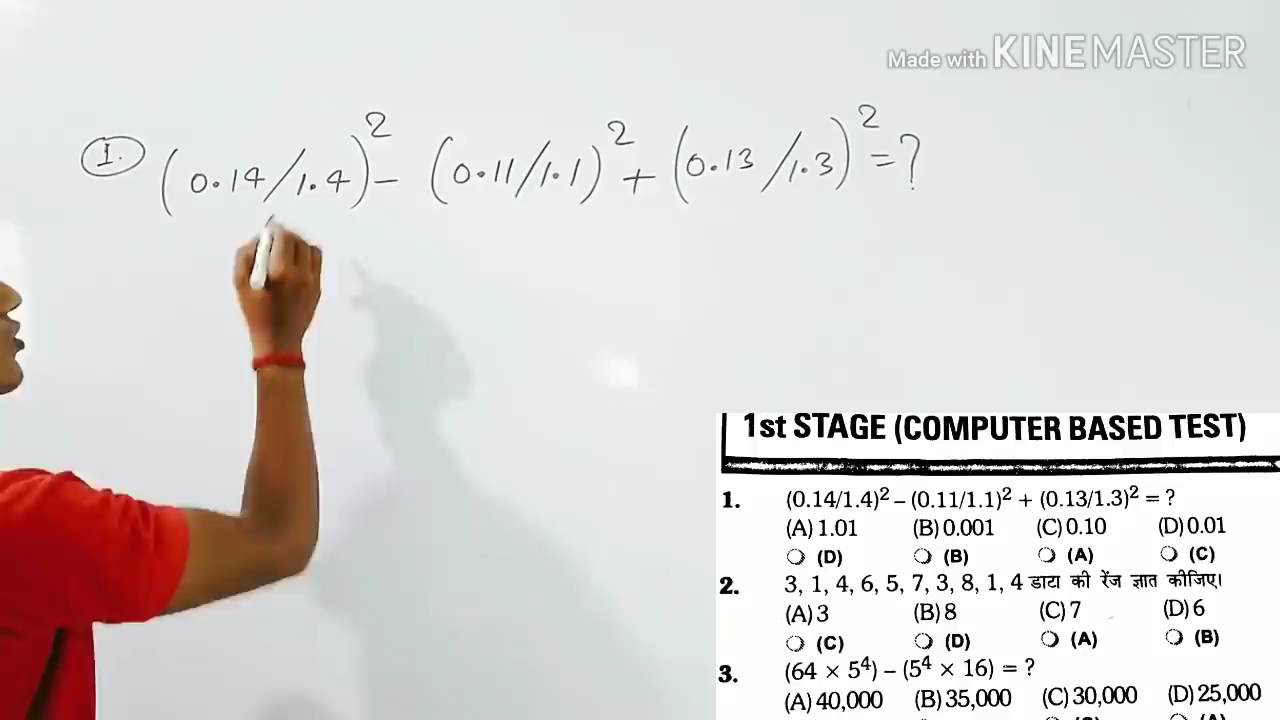 Made with KINEMASTER
1. (0.14/1.4)² - (0.11/1.1)² + (0.13/1.3)² = ?
1st STAGE (COMPUTER BASED TEST)
1. (0.14/1.4)² – (0.11/1.1)² + (0.13/1.3)² = ?
(A) 1.01 (B) 0.001 (C) 0.10 (D) 0.01
(D) (B) (A) (C)
2. 3, 1, 4, 6, 5, 7, 3, 8, 1, 4 डाटा की रेंज ज्ञात कीजिए।
(A) 3 (B) 8 (C) 7 (D) 6
(C) (D) (A) (B)
3. (64 × 5⁴) – (5⁴ × 16) = ?
(A) 40,000 (B) 35,000 (C) 30,000 (D) 25,000